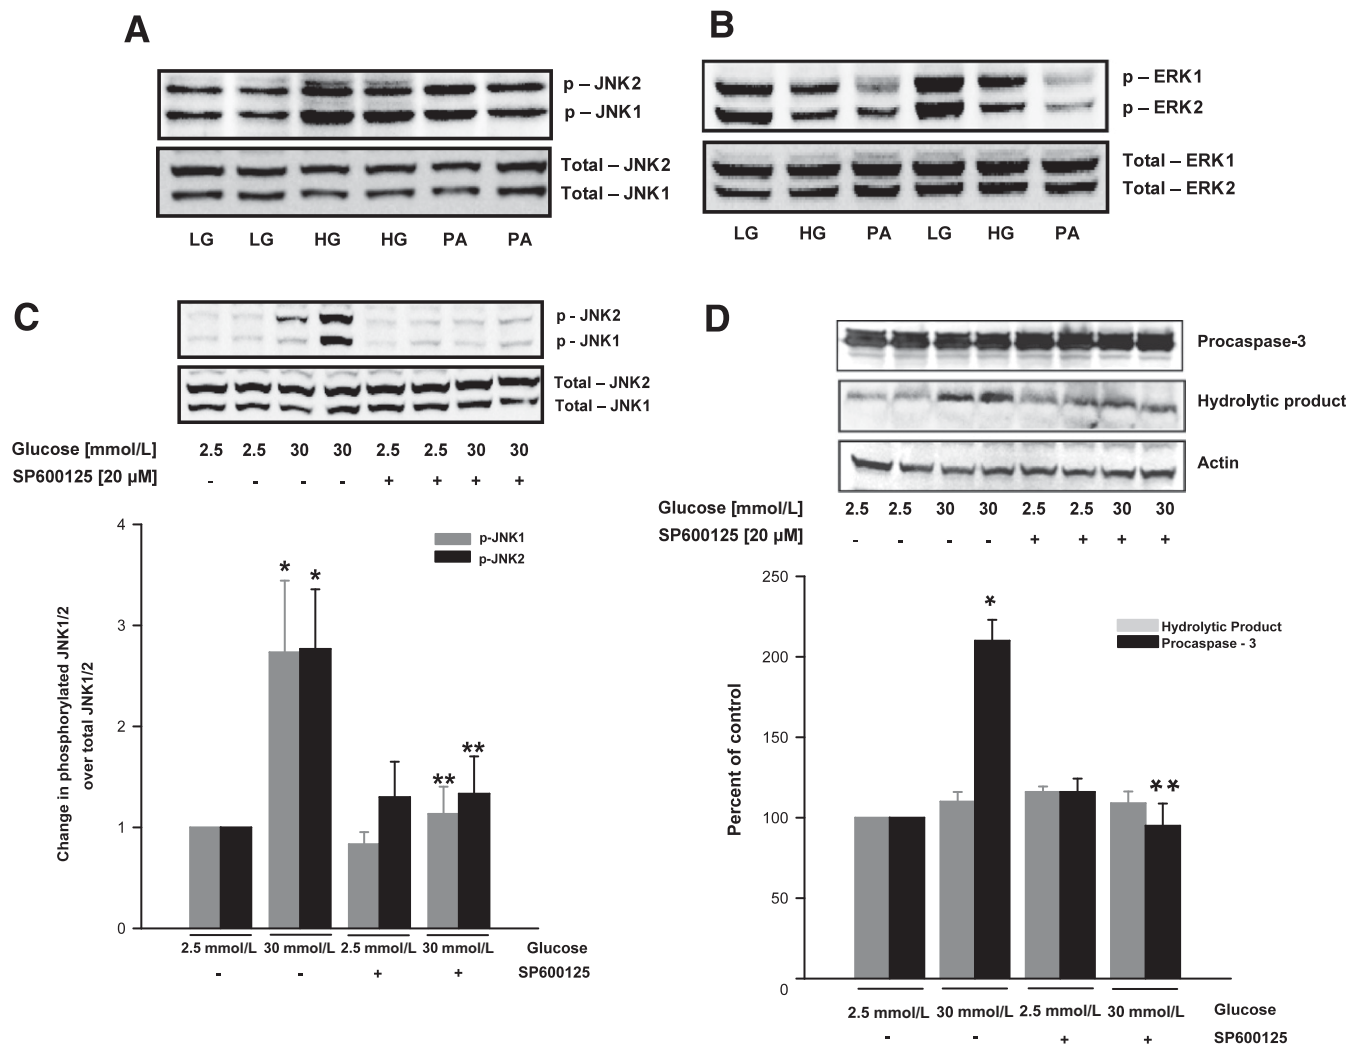 A
p – JNK2
p – JNK1
Total – JNK2
Total – JNK1
LG LG HG HG PA PA
B
p – ERK1
p – ERK2
Total – ERK1
Total – ERK2
LG HG PA LG HG PA
C
p - JNK2
p - JNK1
Total – JNK2
Total – JNK1
Glucose [mmol/L] 2.5 2.5 30 30 2.5 2.5 30 30
SP600125 [20 µM] - - - - + + + +
4
3
2
1
0
Change in phosphorylated JNK1/2
over total JNK1/2
p-JNK1
p-JNK2
* *
** **
2.5 mmol/L 30 mmol/L 2.5 mmol/L 30 mmol/L Glucose
- - + + SP600125
D
Procaspase-3
Hydrolytic product
Actin
Glucose [mmol/L] 2.5 2.5 30 30 2.5 2.5 30 30
SP600125 [20 µM] - - - - + + + +
250
200
150
100
50
0
Percent of control
Hydrolytic Product
Procaspase - 3
*
**
2.5 mmol/L 30 mmol/L 2.5 mmol/L 30 mmol/L Glucose
- - + + SP600125